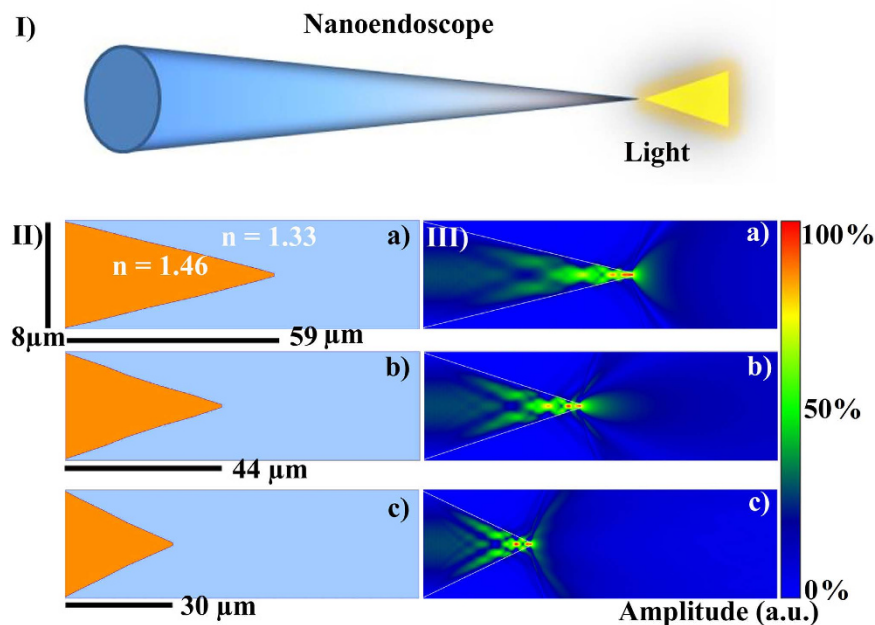 I)
Nanoendoscope
Light
II)
a)
n = 1.33
n = 1.46
8µm
59 µm
b)
44 µm
c)
30 µm
III)
a)
b)
c)
100%
50%
0%
Amplitude (a.u.)